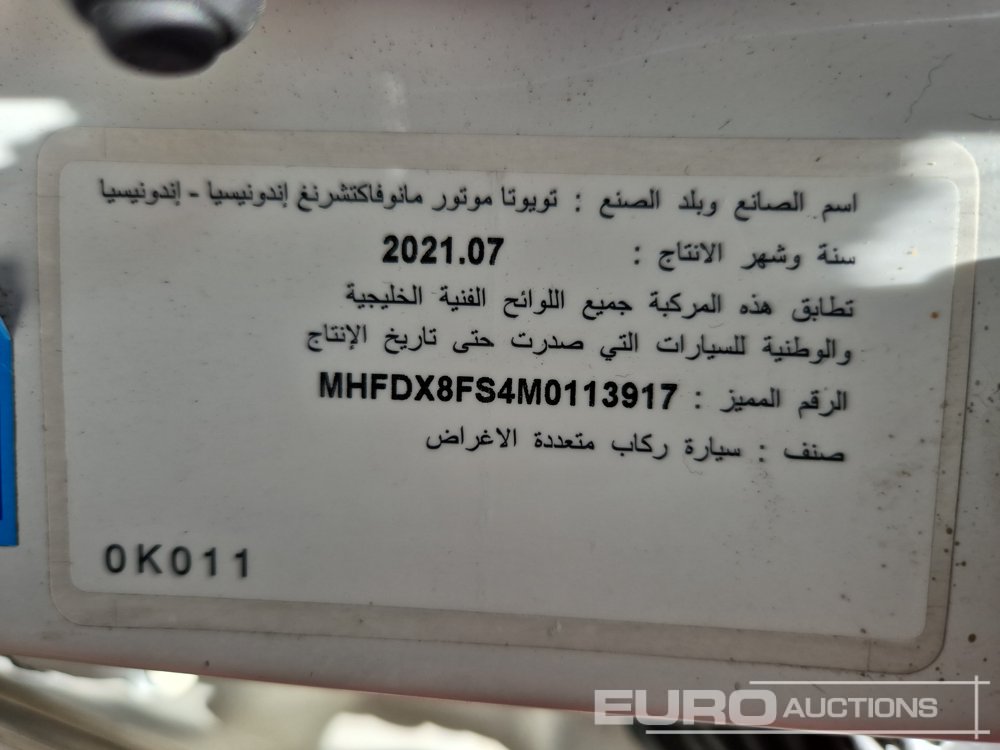 اسم الصانع وبلد الصنع : تويوتا موتور مانوفاكتشرنغ إندونيسيا - إندونيسيا
سنة وشهر الانتاج : 2021.07
تطابق هذه المركبة جميع اللوائح الفنية الخليجية
والوطنية للسيارات التي صدرت حتى تاريخ الإنتاج
الرقم المميز : MHFDX8FS4M0113917
صنف : سيارة ركاب متعددة الاغراض
0K011
EURO AUCTIONS